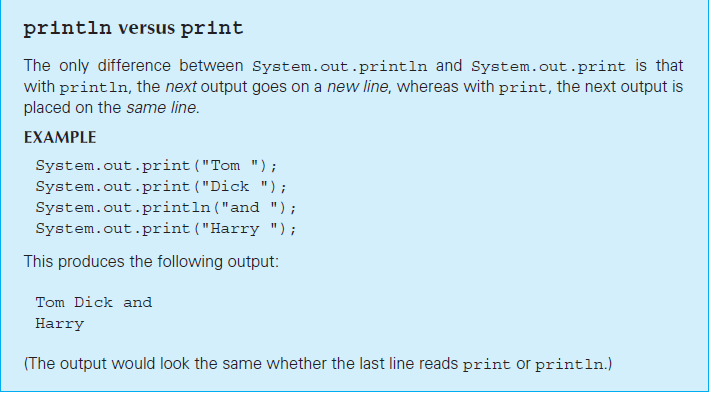 println versus print
The only difference between System.out.println and System.out.print is that
with println, the next output goes on a new line, whereas with print, the next output is
placed on the same line.
EXAMPLE
System.out.print("Tom ");
System.out.print("Dick ");
System.out.println("and ");
System.out.print("Harry ");
This produces the following output:
Tom Dick and
Harry
(The output would look the same whether the last line reads print or println.)